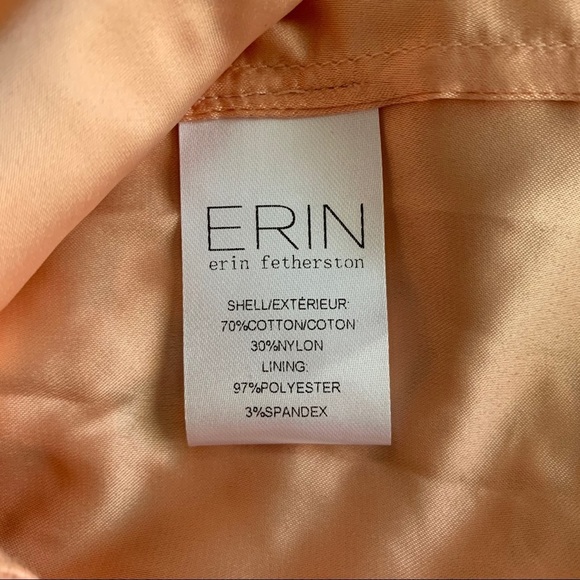 ERIN
erin fetherston
SHELL/EXTÉRIEUR:
70%COTTON/COTON
30%NYLON
LINING:
97%POLYESTER
3%SPANDEX